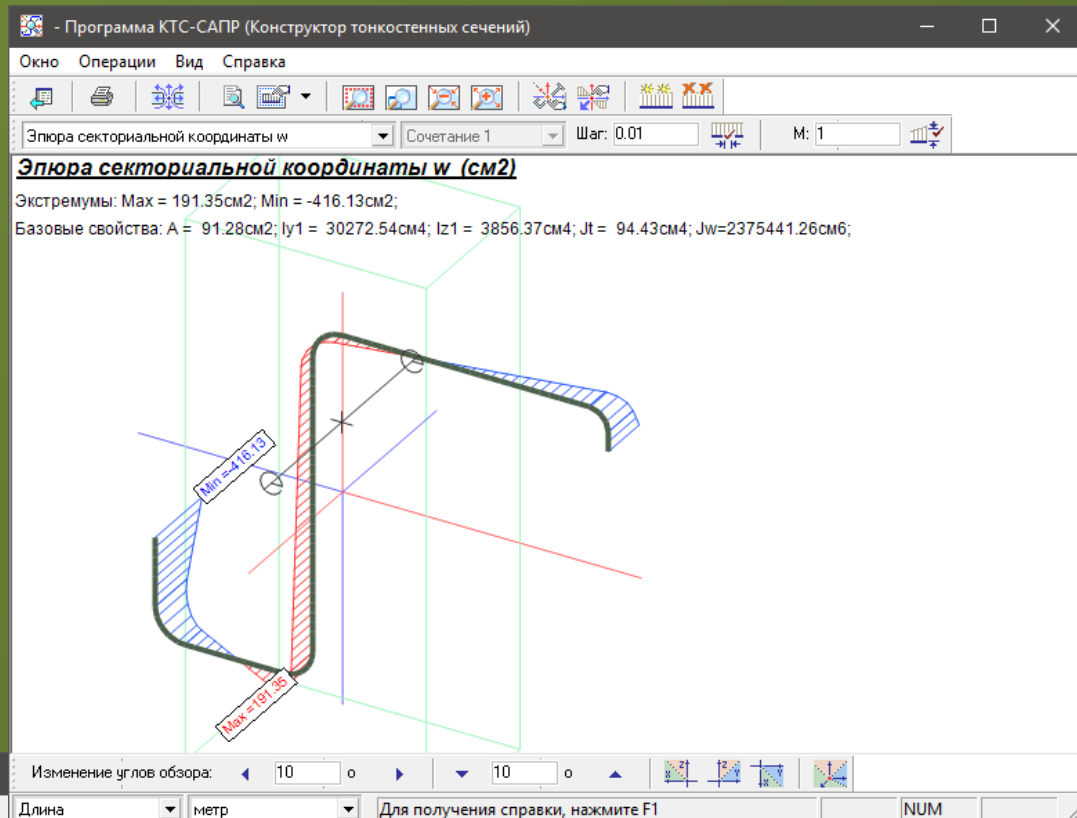 - Программа КТС-САПР (Конструктор тонкостенных сечений)
Окно Операции Вид Справка
Эпюра секториальной координаты w Сочетание 1 Шаг: 0.01 М: 1
Эпюра секториальной координаты w (см2)
Экстремумы: Max = 191.35см2; Min = -416.13см2;
Базовые свойства: A = 91.28см2; Iy1 = 30272.54см4; Iz1 = 3856.37см4; Jt = 94.43см4; Jw=2375441.26см6;
Min =-416.13
Max =191.35
Изменение углов обзора: 10 о 10 о
Длина метр Для получения справки, нажмите F1 NUM